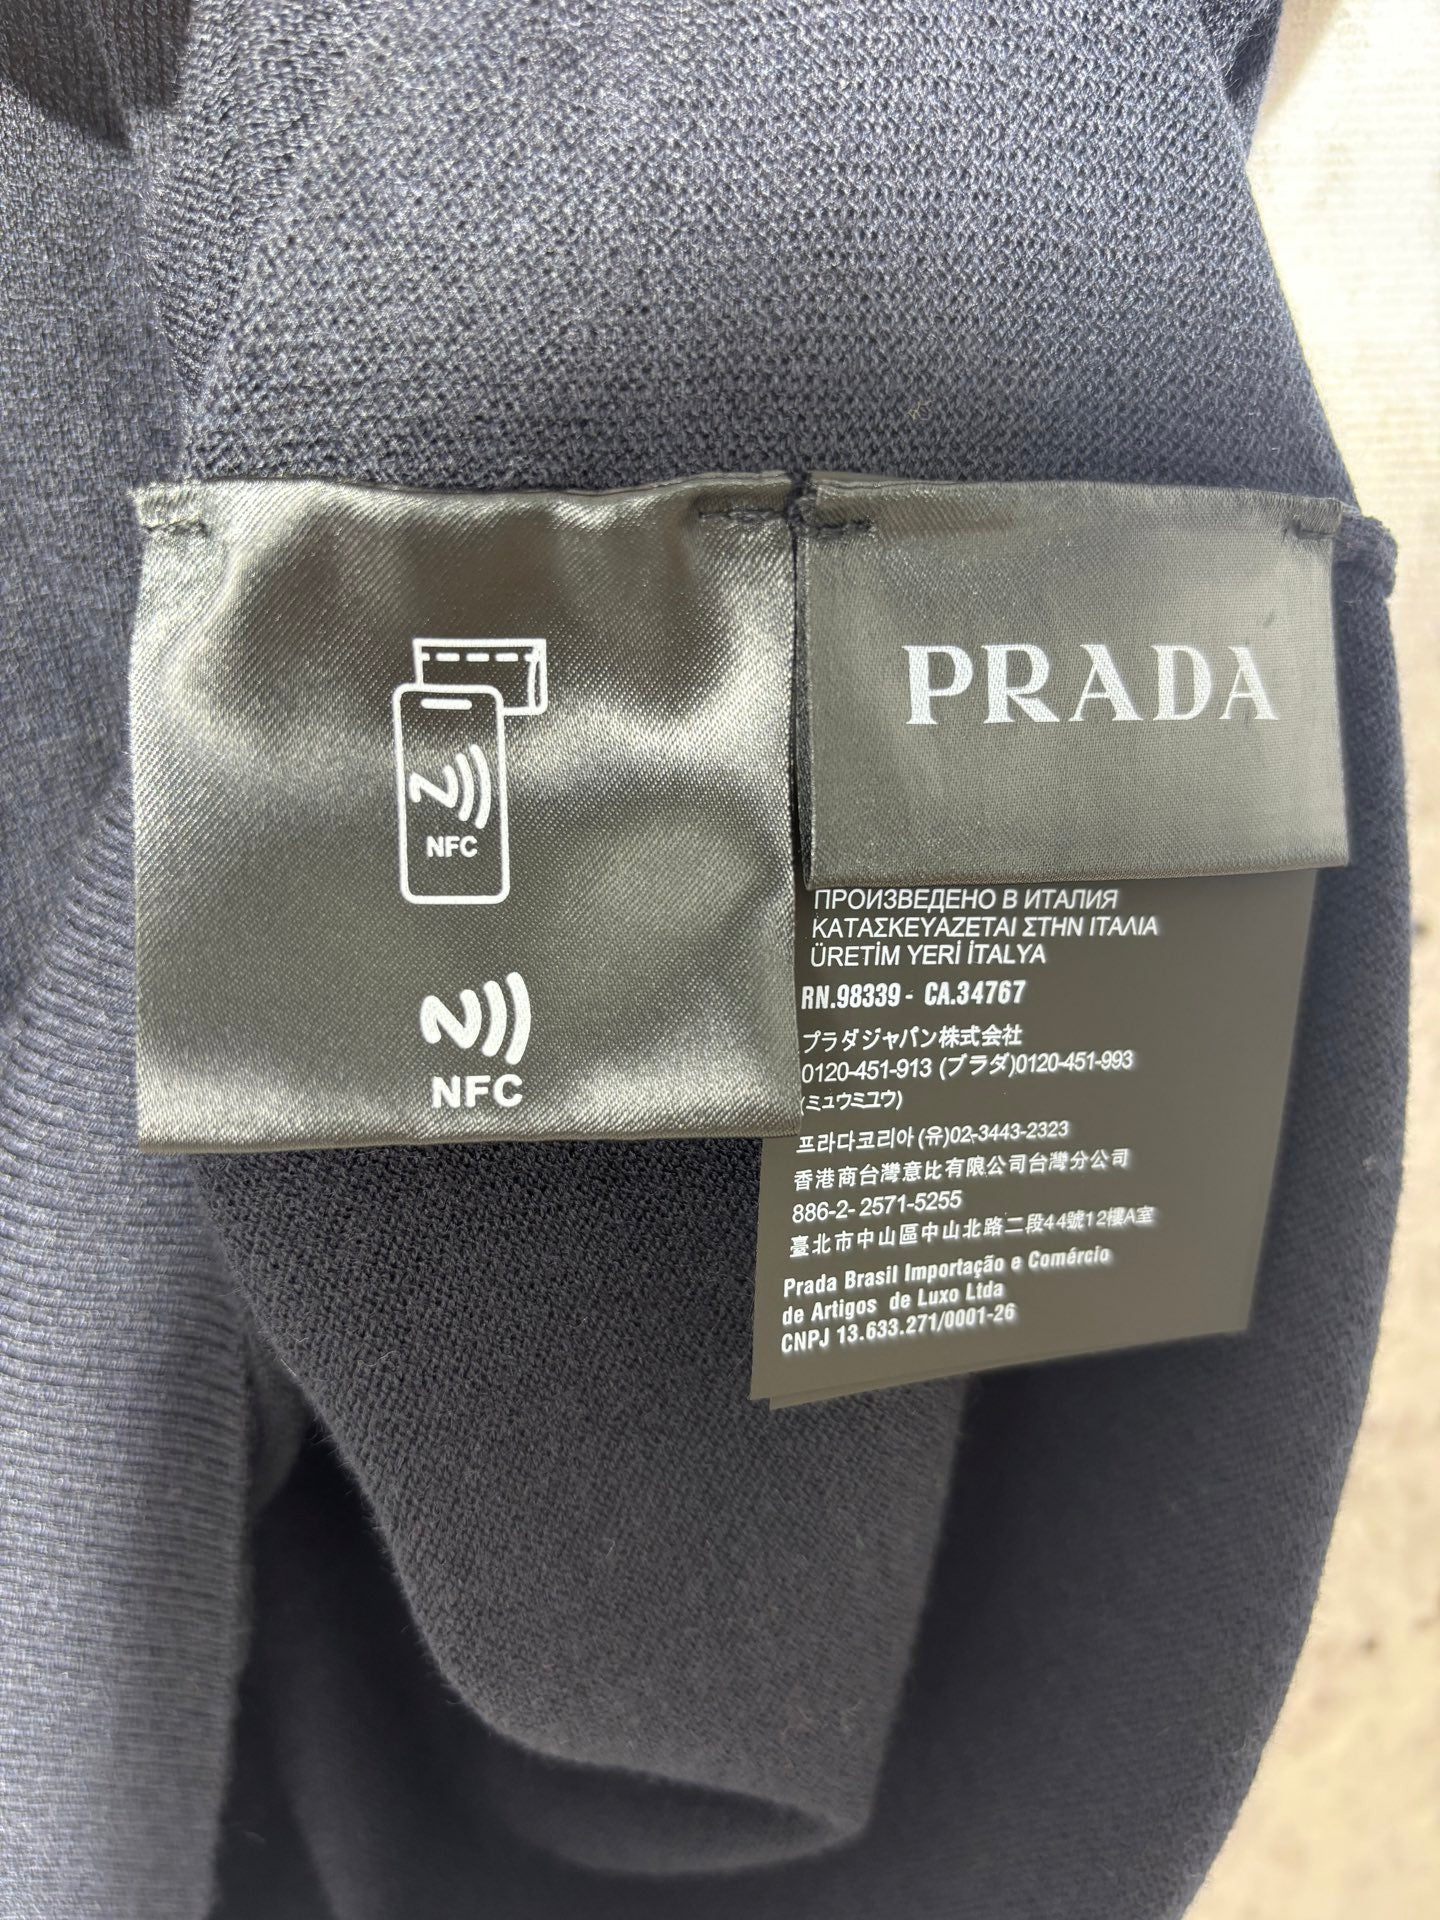 NFC
NFC
PRADA
ПРОИЗВЕДЕНО В ИТАЛИЯ
ΚΑΤΑΣΚΕΥΑΖΕΤΑΙ ΣΤΗΝ ΙΤΑΛΙΑ
ÜRETİM YERİ İTALYA
RN.98339 - CA.34767
プラダジャパン株式会社
0120-451-913 (プラダ)0120-451-993
(ミュウミュウ)
프라다코리아 (유)02-3443-2323
香港商台灣意比有限公司台灣分公司
886-2- 2571-5255
臺北市中山區中山北路二段44號12樓A室
Prada Brasil Importação e Comércio
de Artigos de Luxo Ltda
CNPJ 13.633.271/0001-26